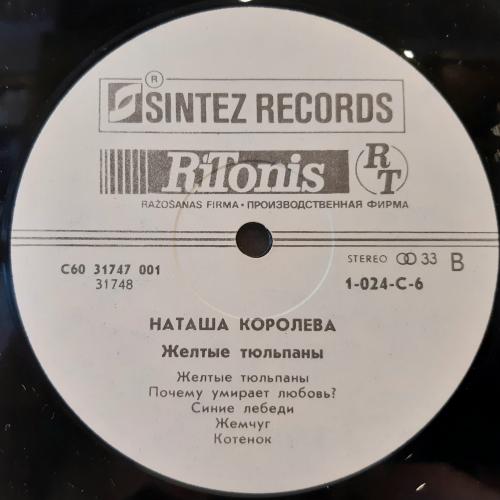 ®
SINTEZ RECORDS
RiTonis RT
RAŽOŠANAS FIRMA • ПРОИЗВОДСТВЕННАЯ ФИРМА
С60 31747 001
31748
STEREO 33 B
1-024-C-6
НАТАША КОРОЛЕВА
Желтые тюльпаны
Желтые тюльпаны
Почему умирает любовь?
Синие лебеди
Жемчуг
Котенок